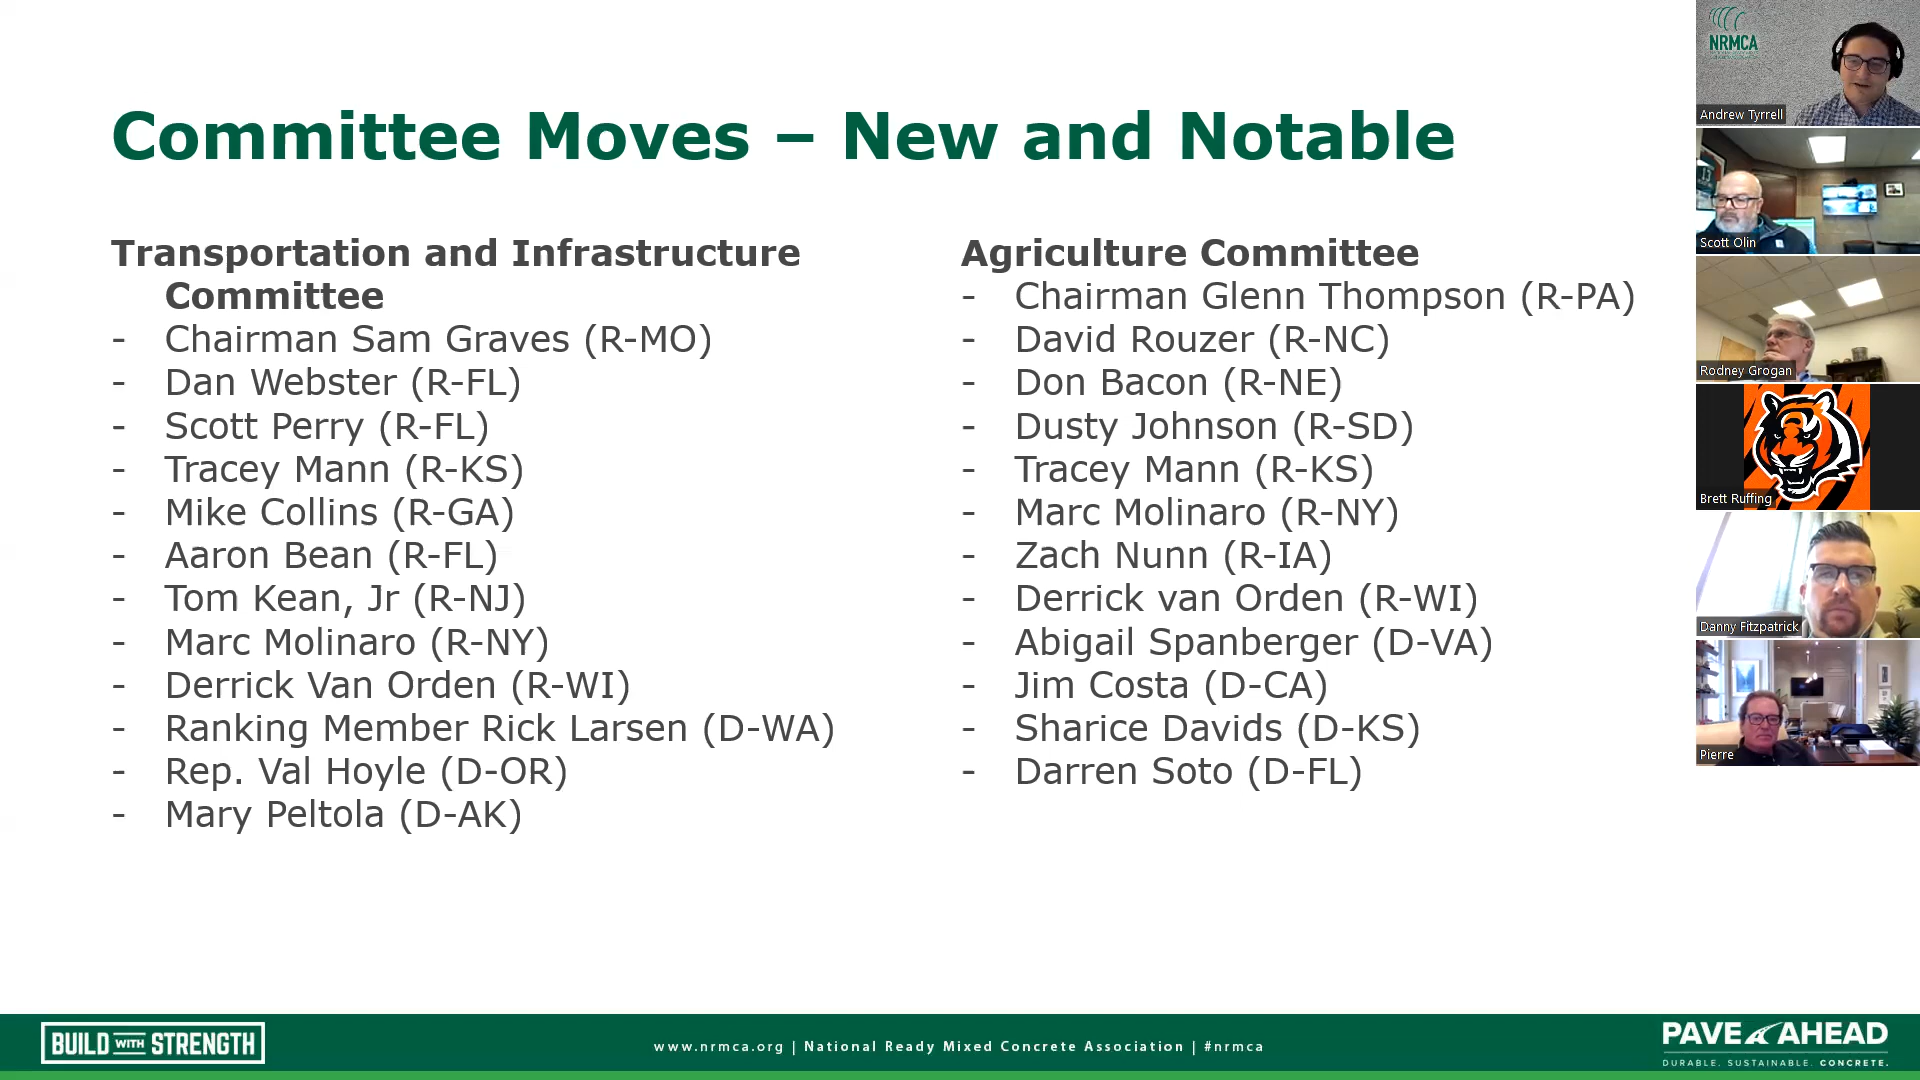 Committee Moves – New and Notable
Transportation and Infrastructure
Committee
- Chairman Sam Graves (R-MO)
- Dan Webster (R-FL)
- Scott Perry (R-FL)
- Tracey Mann (R-KS)
- Mike Collins (R-GA)
- Aaron Bean (R-FL)
- Tom Kean, Jr (R-NJ)
- Marc Molinaro (R-NY)
- Derrick Van Orden (R-WI)
- Ranking Member Rick Larsen (D-WA)
- Rep. Val Hoyle (D-OR)
- Mary Peltola (D-AK)
Agriculture Committee
- Chairman Glenn Thompson (R-PA)
- David Rouzer (R-NC)
- Don Bacon (R-NE)
- Dusty Johnson (R-SD)
- Tracey Mann (R-KS)
- Marc Molinaro (R-NY)
- Zach Nunn (R-IA)
- Derrick van Orden (R-WI)
- Abigail Spanberger (D-VA)
- Jim Costa (D-CA)
- Sharice Davids (D-KS)
- Darren Soto (D-FL)
NRMCA
Andrew Tyrrell
13
Scott Olin
Rodney Grogan
Brett Ruffing
Danny Fitzpatrick
Pierre
BUILD WITH STRENGTH
www.nrmca.org | National Ready Mixed Concrete Association | #nrmca
PAVE AHEAD
DURABLE. SUSTAINABLE. CONCRETE.